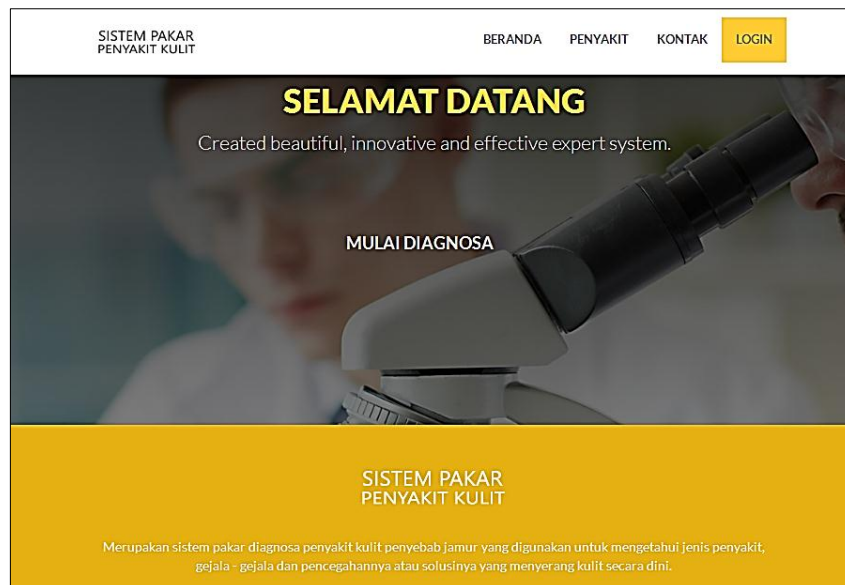 SISTEM PAKAR
PENYAKIT KULIT
BERANDA PENYAKIT KONTAK LOGIN
SELAMAT DATANG
Created beautiful, innovative and effective expert system.
MULAI DIAGNOSA
SISTEM PAKAR
PENYAKIT KULIT
Merupakan sistem pakar diagnosa penyakit kulit penyebab jamur yang digunakan untuk mengetahui jenis penyakit,
gejala - gejala dan pencegahannya atau solusinya yang menyerang kulit secara dini.